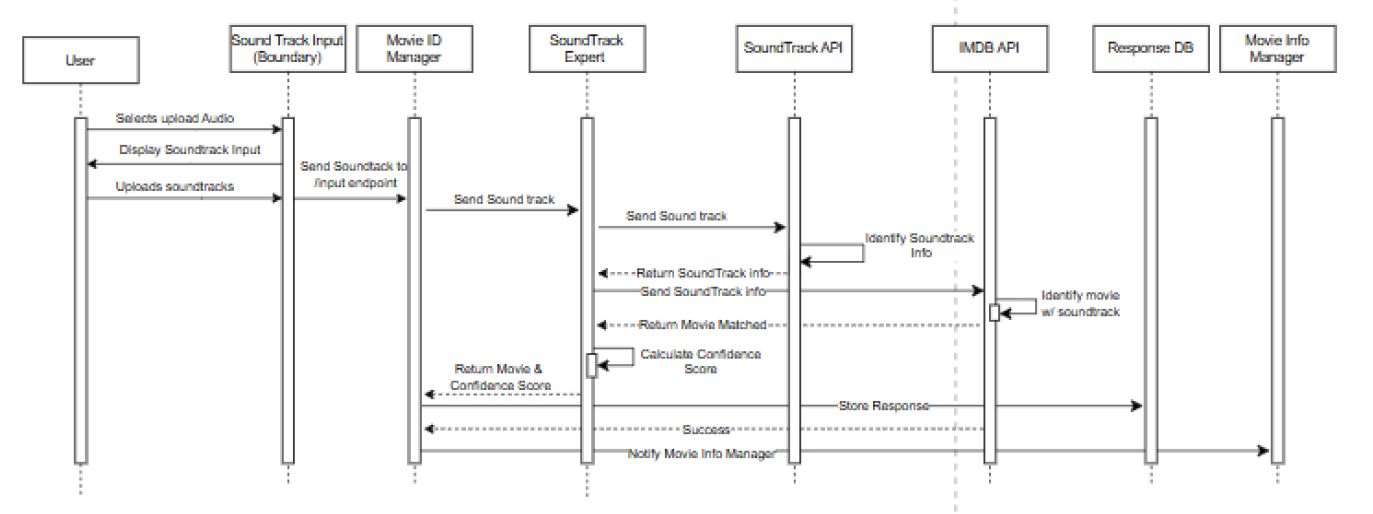 User
Sound Track Input
(Boundary)
Movie ID
Manager
SoundTrack
Expert
SoundTrack API
IMDB API
Response DB
Movie Info
Manager
Selects upload Audio
Display Soundtrack Input
Uploads soundtracks
Send Soundtack to
/input endpoint
Send Sound track
Send Sound track
Identify Soundtrack
Info
Return SoundTrack info
Send SoundTrack info
Identify movie
w/ soundtrack
Return Movie Matched
Calculate Confidence
Score
Return Movie &
Confidence Score
Store Response
Success
Notify Movie Info Manager